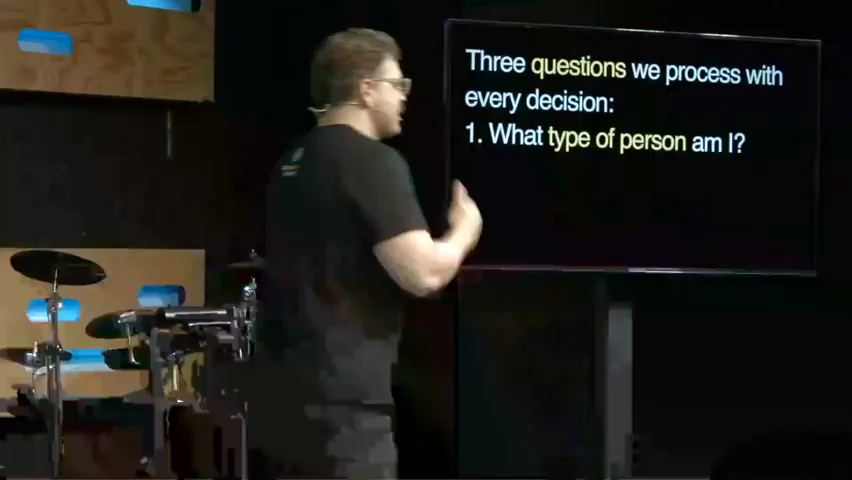 Three questions we process with
every decision:
1. What type of person am I?